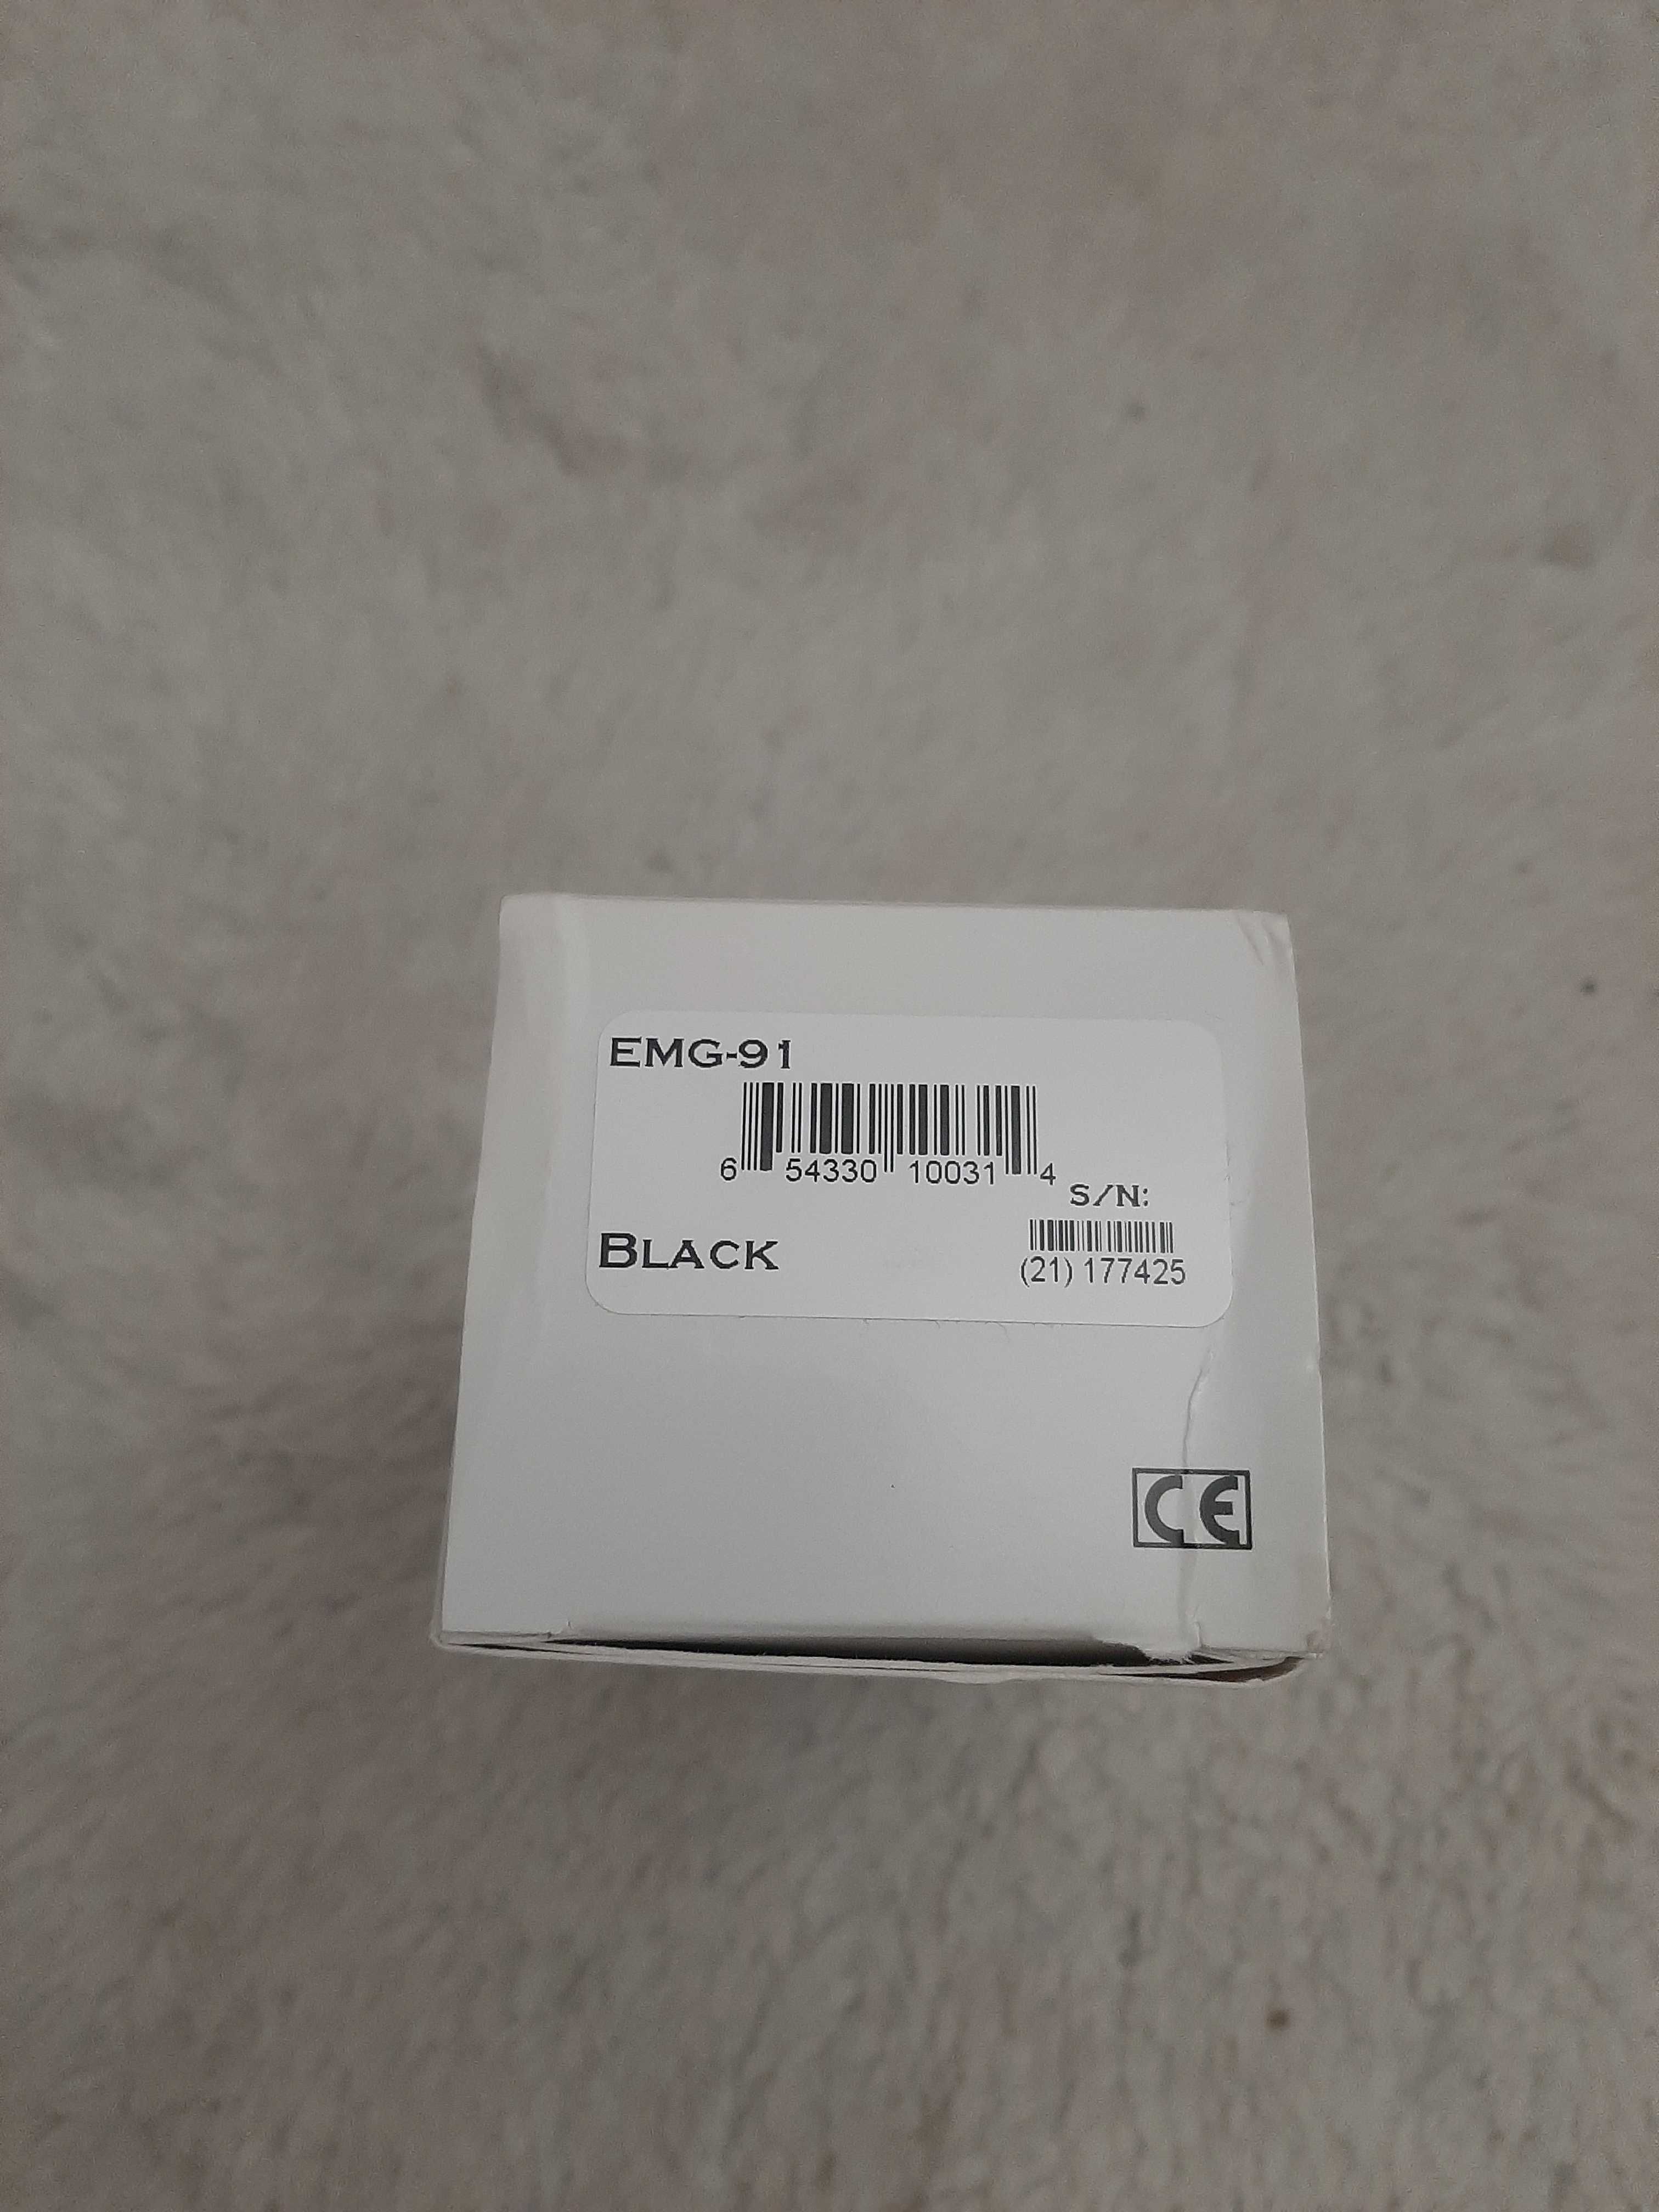 EMG-91
6 54330 10031 4
S/N:
BLACK
(21) 177425
CE